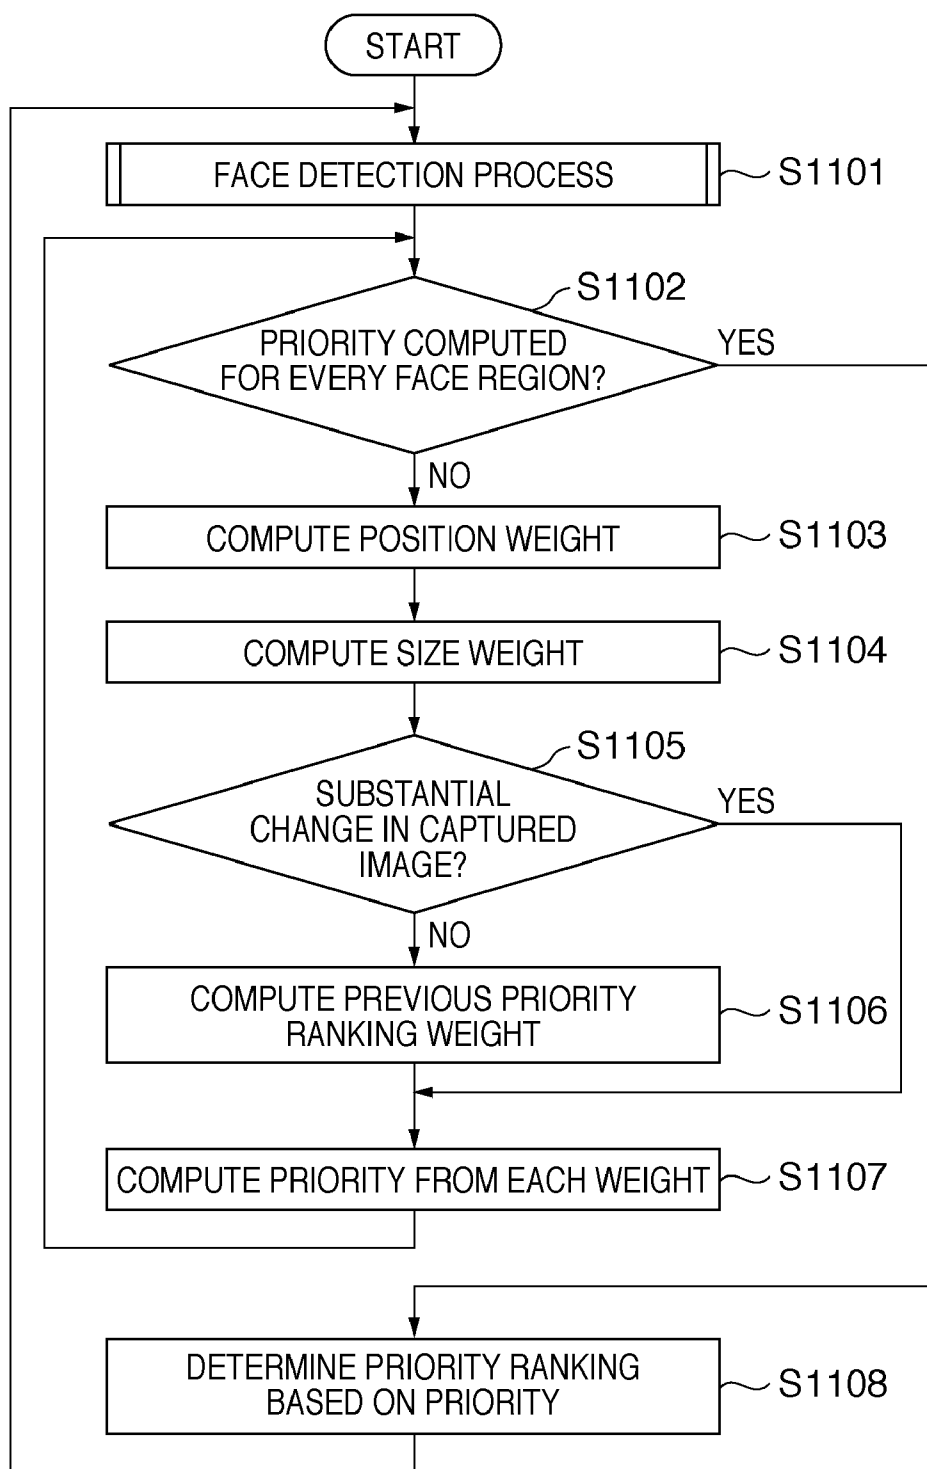 START
FACE DETECTION PROCESS
S1101
S1102
PRIORITY COMPUTED
FOR EVERY FACE REGION?
YES
NO
COMPUTE POSITION WEIGHT
S1103
COMPUTE SIZE WEIGHT
S1104
S1105
SUBSTANTIAL
CHANGE IN CAPTURED
IMAGE?
YES
NO
COMPUTE PREVIOUS PRIORITY
RANKING WEIGHT
S1106
COMPUTE PRIORITY FROM EACH WEIGHT
S1107
DETERMINE PRIORITY RANKING
BASED ON PRIORITY
S1108